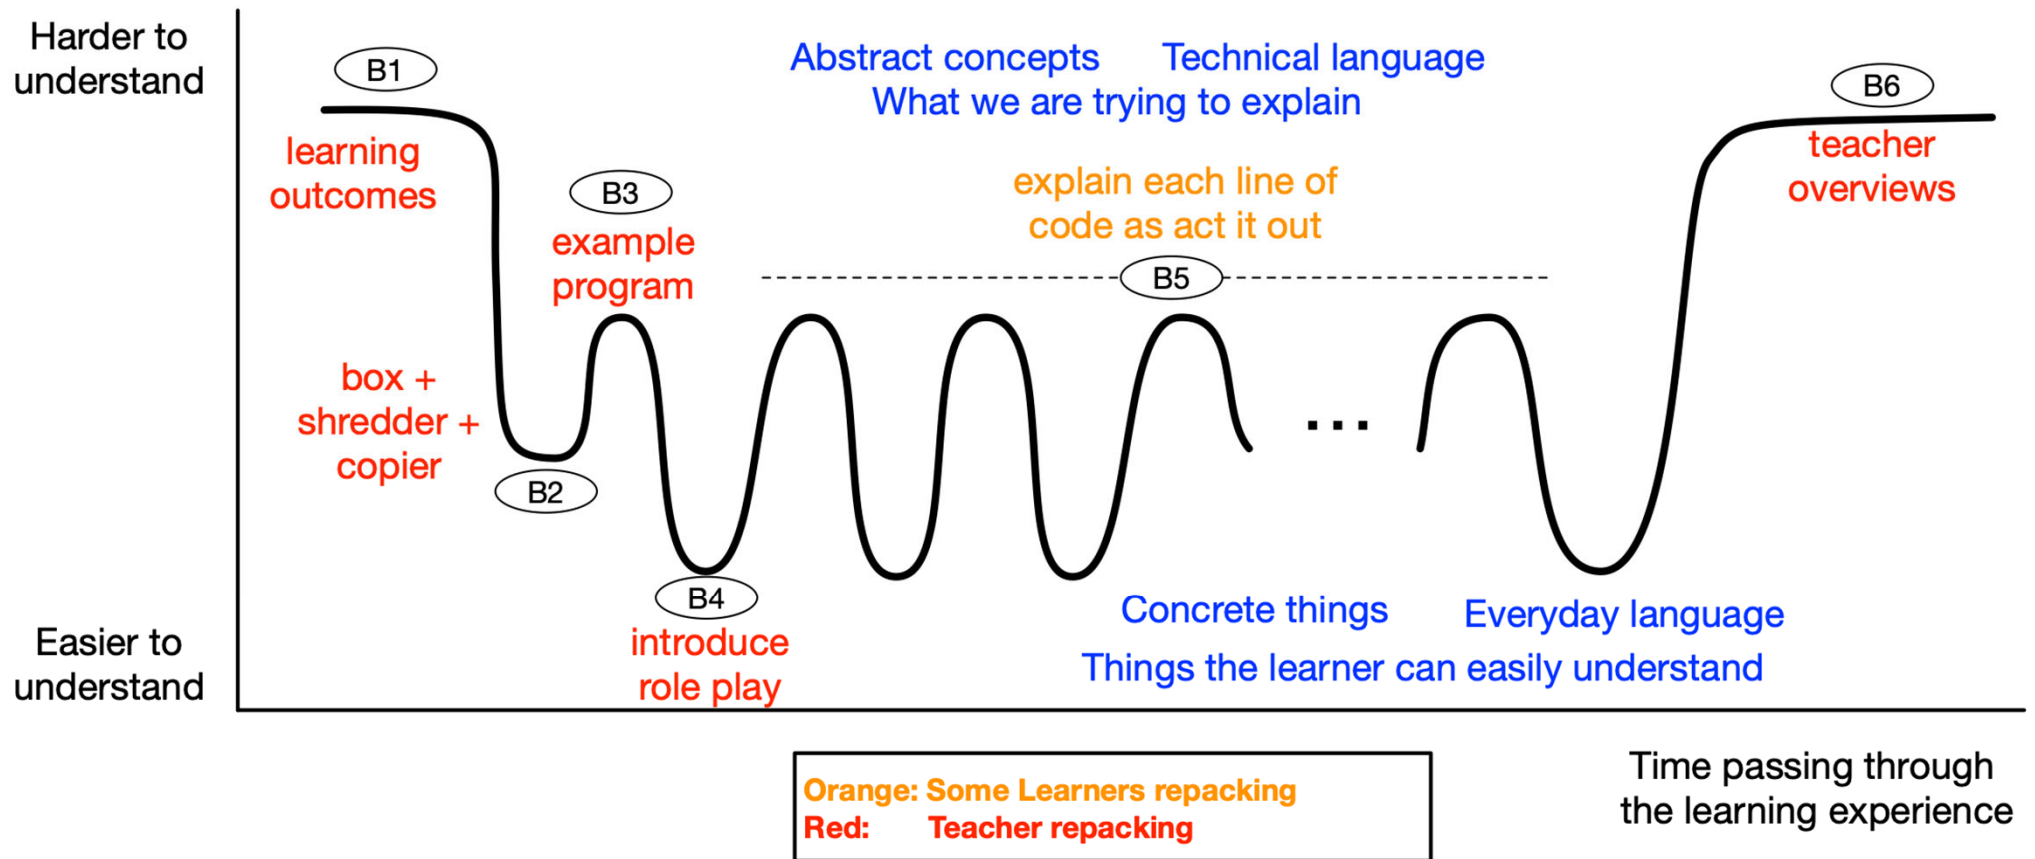 Harder to
understand
B1
learning
outcomes
B3
example
program
Abstract concepts Technical language
What we are trying to explain
explain each line of
code as act it out
B5
B6
teacher
overviews
box +
shredder +
copier
B2
...
B4
introduce
role play
Concrete things Everyday language
Things the learner can easily understand
Easier to
understand
Orange: Some Learners repacking
Red: Teacher repacking
Time passing through
the learning experience